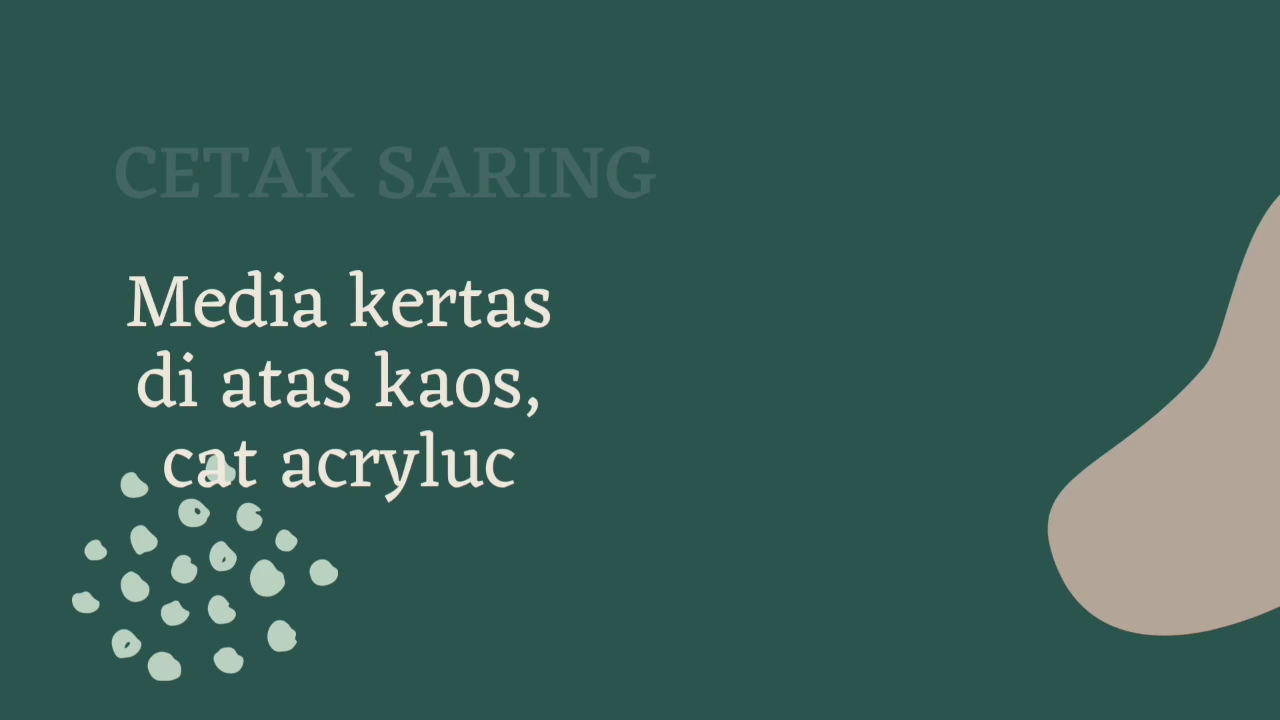 CETAK SARING
Media kertas
di atas kaos,
cat acryluc